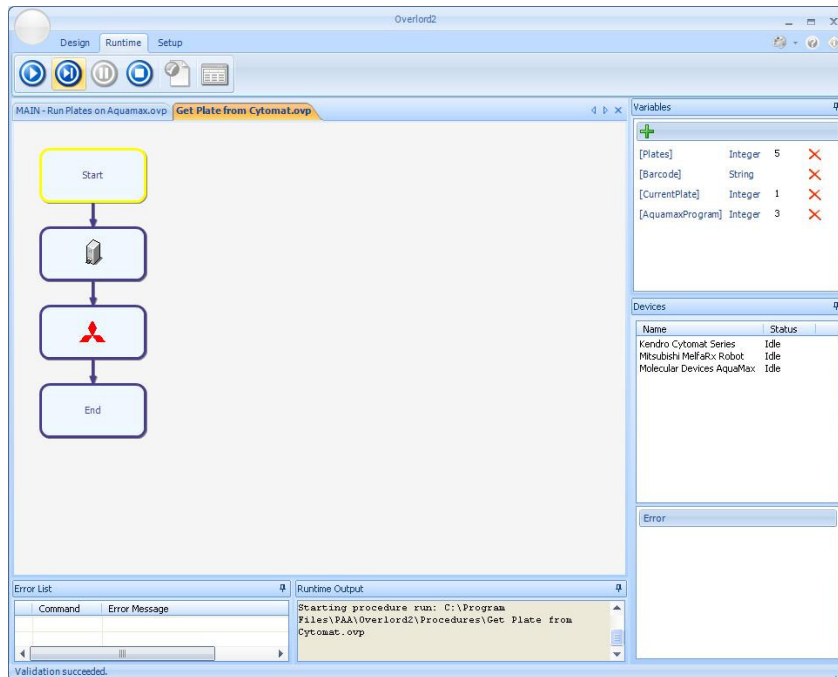 Overlord2
Design Runtime Setup
MAIN - Run Plates on Aquamax.ovp Get Plate from Cytomat.ovp
Variables
Start
[Plates] Integer 5
[Barcode] String
[CurrentPlate] Integer 1
[AquamaxProgram] Integer 3
End
Devices
Name Status
Kendro Cytomat Series Idle
Mitsubishi MelfaRx Robot Idle
Molecular Devices AquaMax Idle
Error
Error List
Command Error Message
Runtime Output
Starting procedure run: C:\Program
Files\PAA\Overlord2\Procedures\Get Plate from
Cytomat.ovp
Validation succeeded.